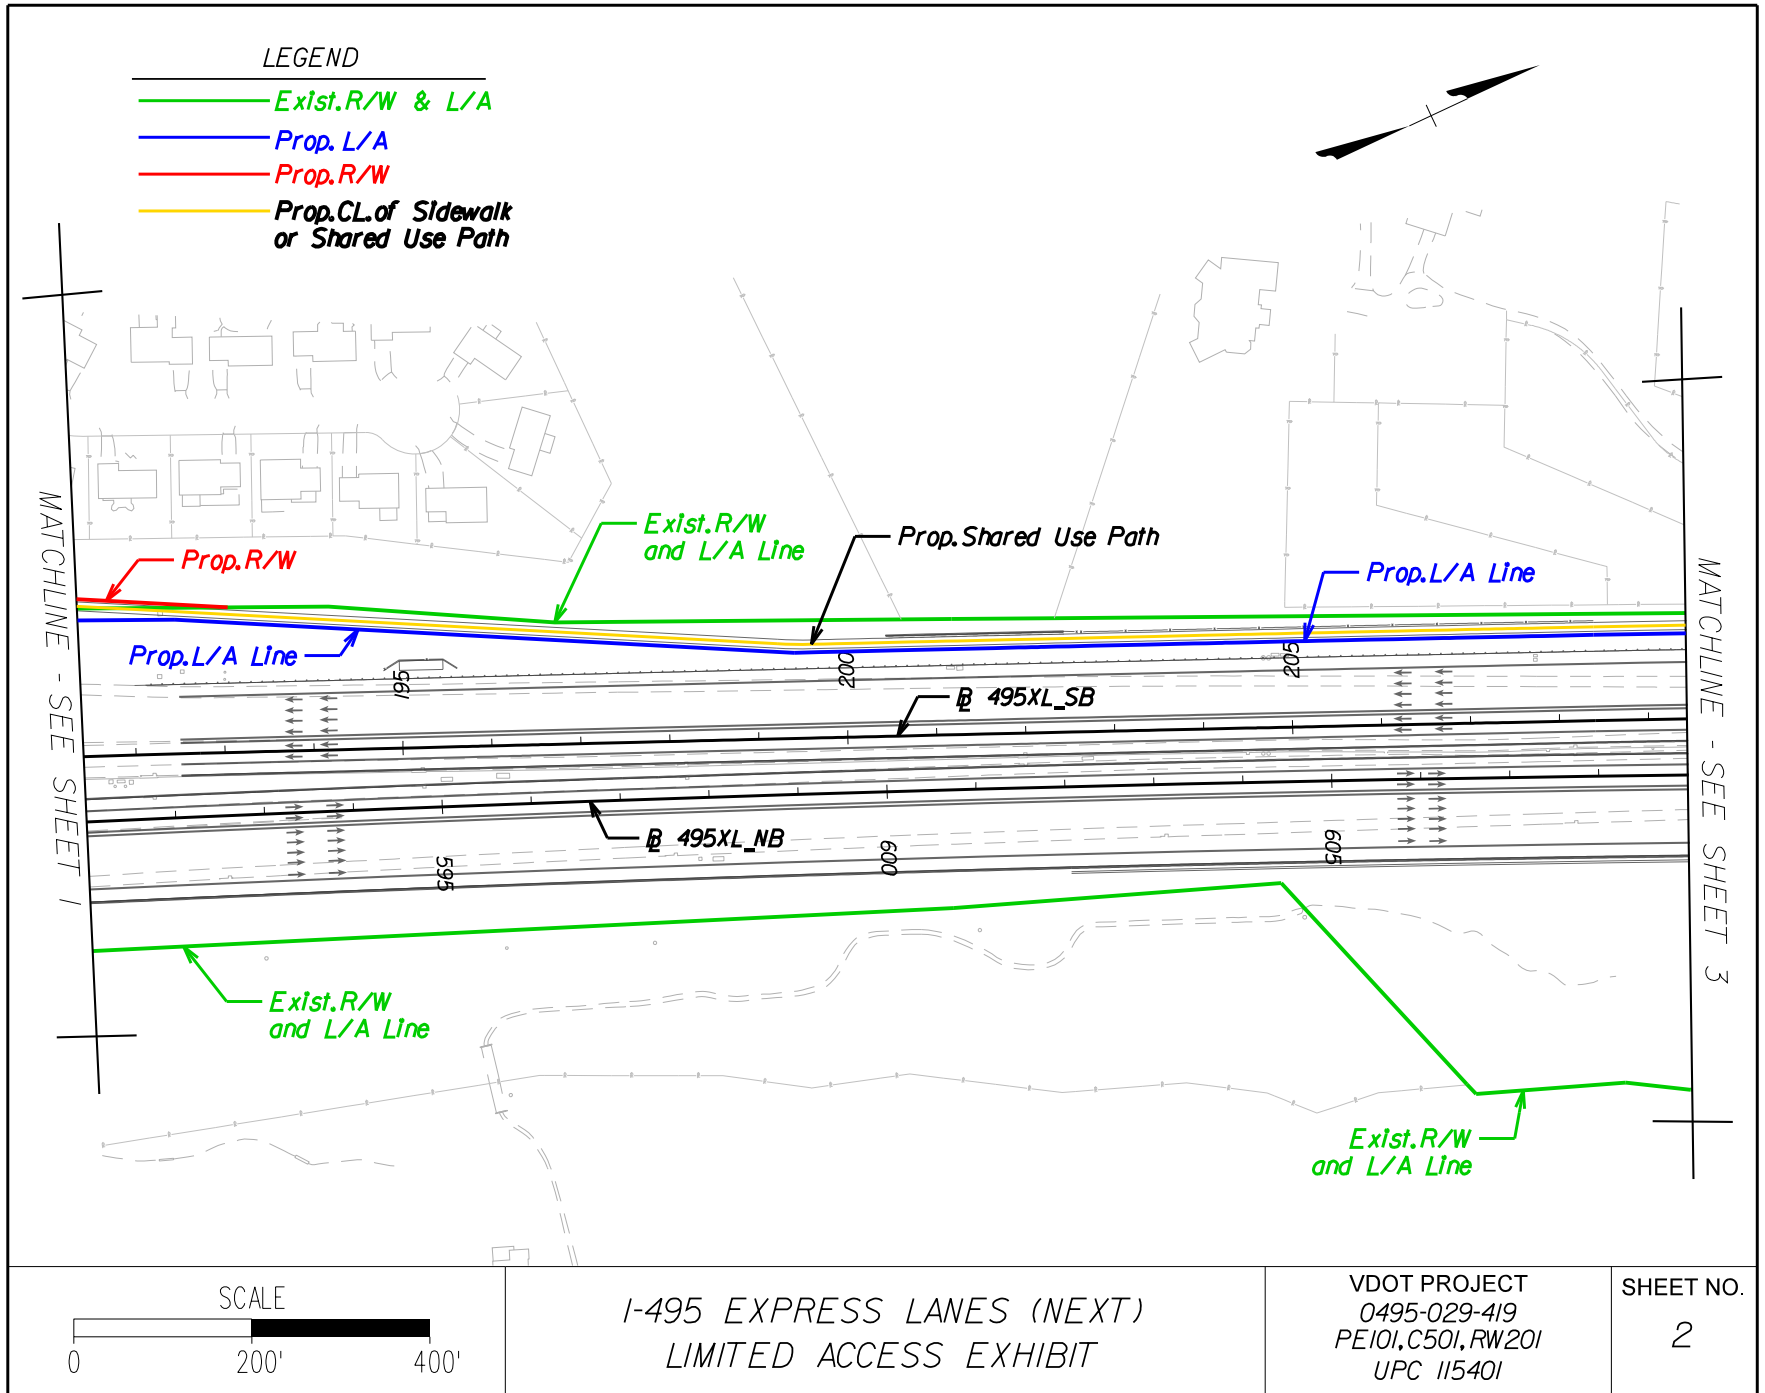 LEGEND
Exist. R/W & L/A
Prop. L/A
Prop. R/W
Prop. CL. of Sidewalk
or Shared Use Path
MATCHLINE - SEE SHEET 1
Prop. R/W
Exist. R/W
and L/A Line
Prop. Shared Use Path
Prop. L/A Line
MATCHLINE - SEE SHEET 3
Prop. L/A Line
195
200
205
BL 495XL_SB
BL 495XL_NB
595
600
605
Exist. R/W
and L/A Line
Exist. R/W
and L/A Line
SCALE
0 200' 400'
I-495 EXPRESS LANES (NEXT)
LIMITED ACCESS EXHIBIT
VDOT PROJECT
0495-029-419
PE101, C501, RW201
UPC 115401
SHEET NO.
2